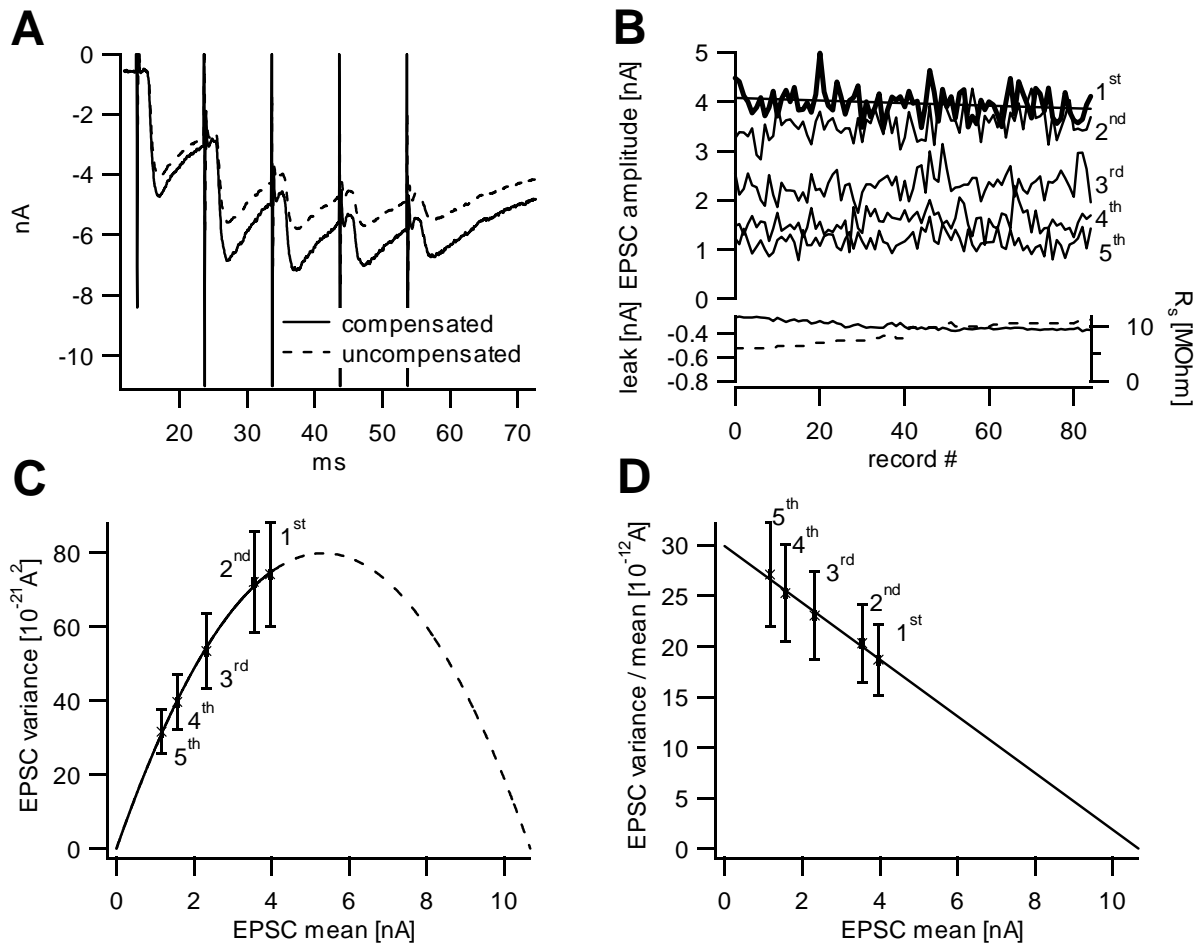 A
0
-2
-4
-6
-8
-10
nA
compensated
uncompensated
20 30 40 50 60 70
ms
B
5
4
3
2
1
0
EPSC amplitude [nA]
1st
2nd
3rd
4th
5th
-0.4
-0.6
-0.8
leak [nA]
10
0
Rs [MOhm]
0 20 40 60 80
record #
C
80
60
40
20
0
EPSC variance [10-21A2]
1st
2nd
3rd
4th
5th
0 2 4 6 8 10
EPSC mean [nA]
D
30
25
20
15
10
5
0
EPSC variance / mean [10-12A]
5th
4th
3rd
2nd
1st
0 2 4 6 8 10
EPSC mean [nA]